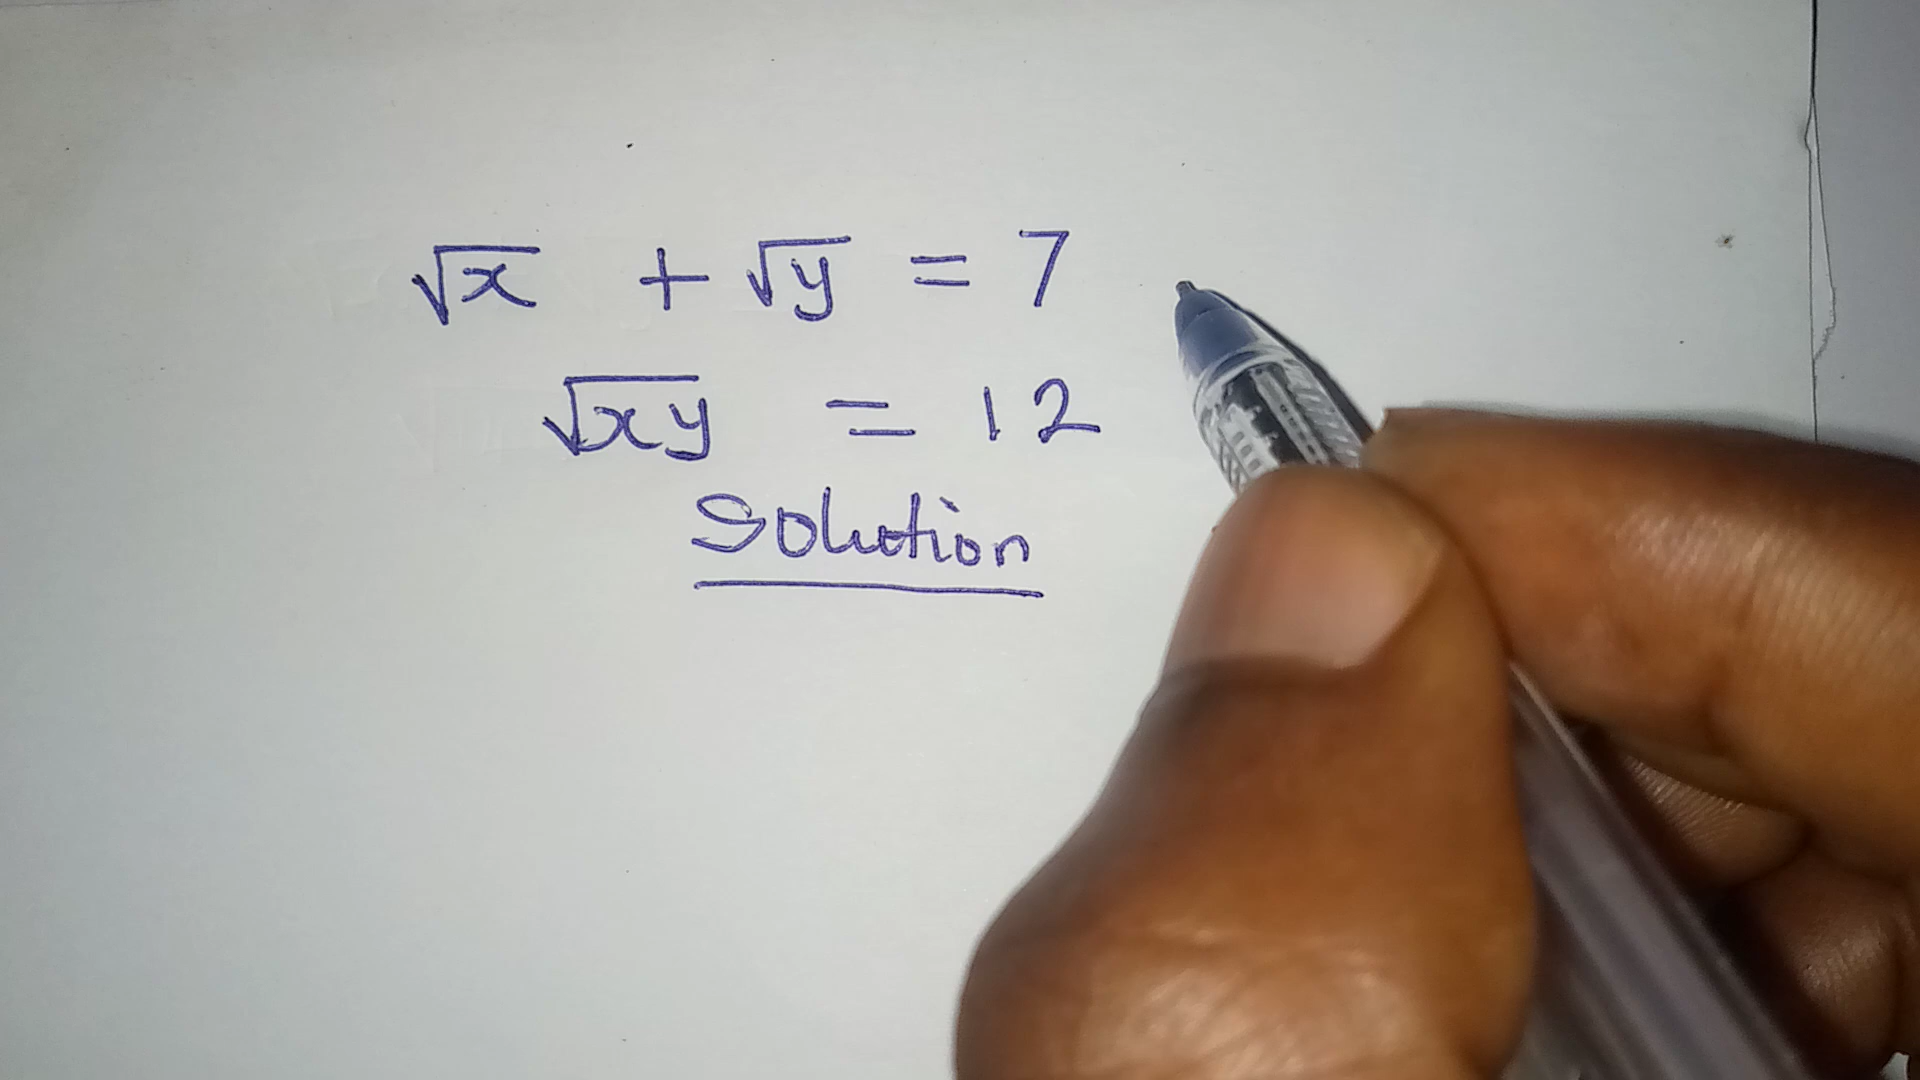 √x + √y = 7
√xy = 12
Solution